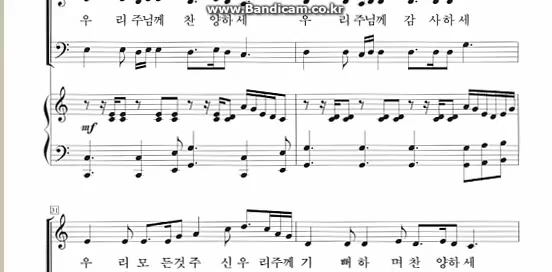 www.Bandicam.co.kr
우 리 주님께 찬 양하세 우 리 주님께 감 사하세
mf
31
우 리 모 든것 주 신 우 리주께 기 뻐 하 며 찬 양하세